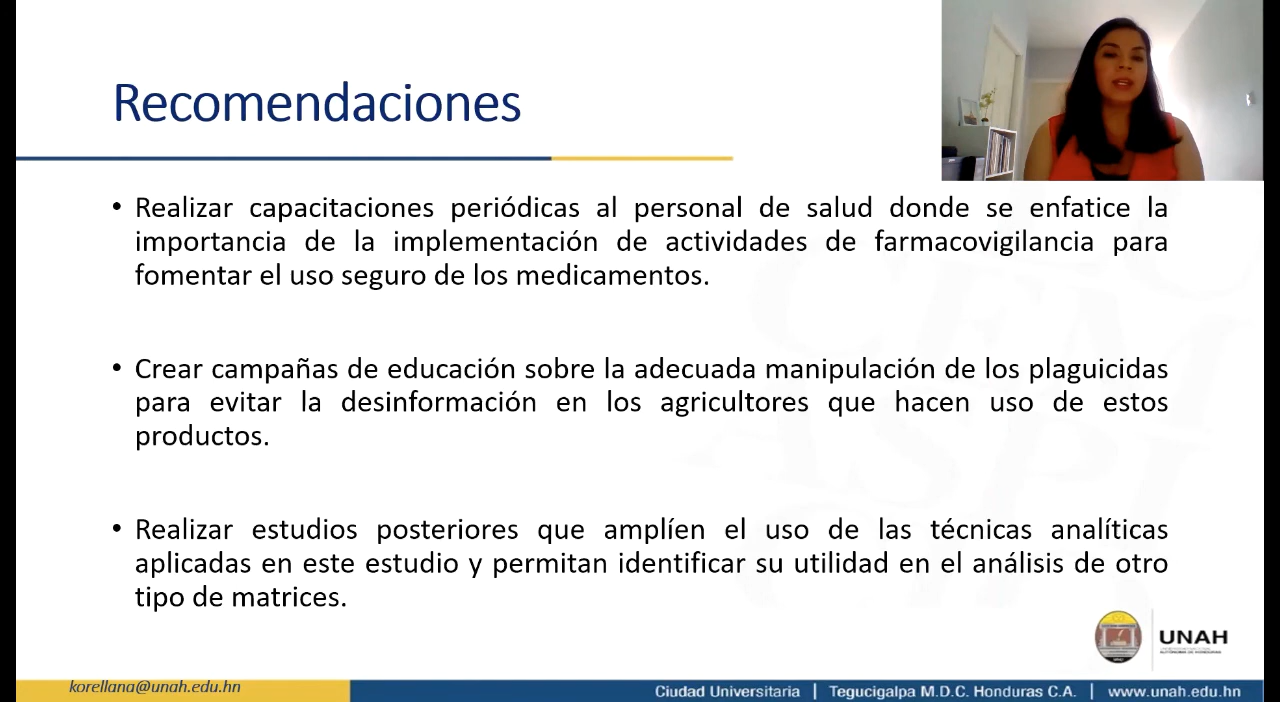 Recomendaciones
• Realizar capacitaciones periódicas al personal de salud donde se enfatice la
importancia de la implementación de actividades de farmacovigilancia para
fomentar el uso seguro de los medicamentos.
• Crear campañas de educación sobre la adecuada manipulación de los plaguicidas
para evitar la desinformación en los agricultores que hacen uso de estos
productos.
• Realizar estudios posteriores que amplíen el uso de las técnicas analíticas
aplicadas en este estudio y permitan identificar su utilidad en el análisis de otro
tipo de matrices.
UNAH
korellana@unah.edu.hn
Ciudad Universitaria | Tegucigalpa M.D.C. Honduras C.A. | www.unah.edu.hn